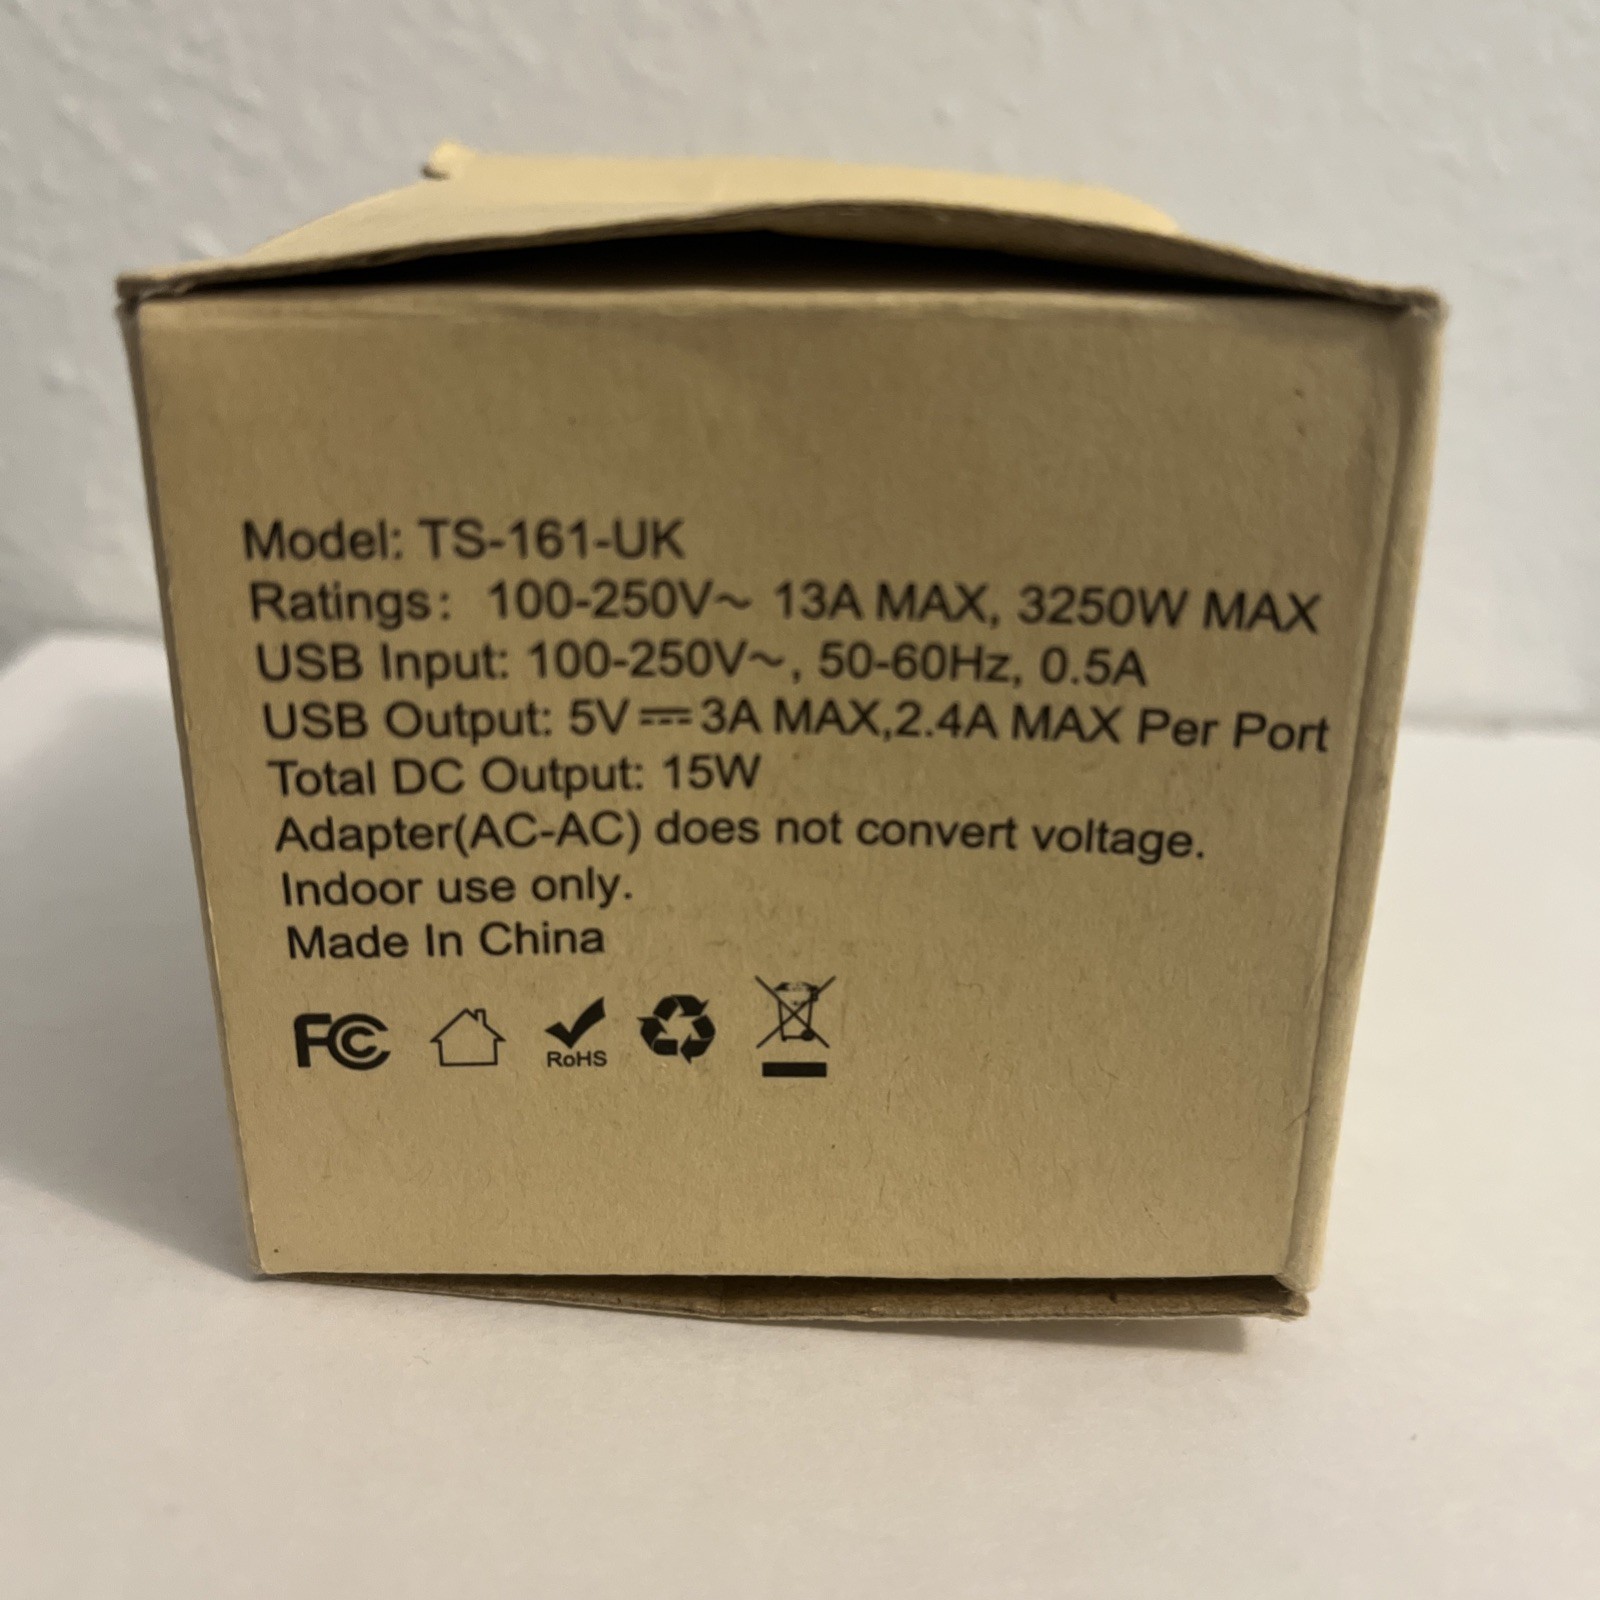 Model: TS-161-UK
Ratings: 100-250V~ 13A MAX, 3250W MAX
USB Input: 100-250V~, 50-60Hz, 0.5A
USB Output: 5V⎓3A MAX,2.4A MAX Per Port
Total DC Output: 15W
Adapter(AC-AC) does not convert voltage.
Indoor use only.
Made In China
FC RoHS